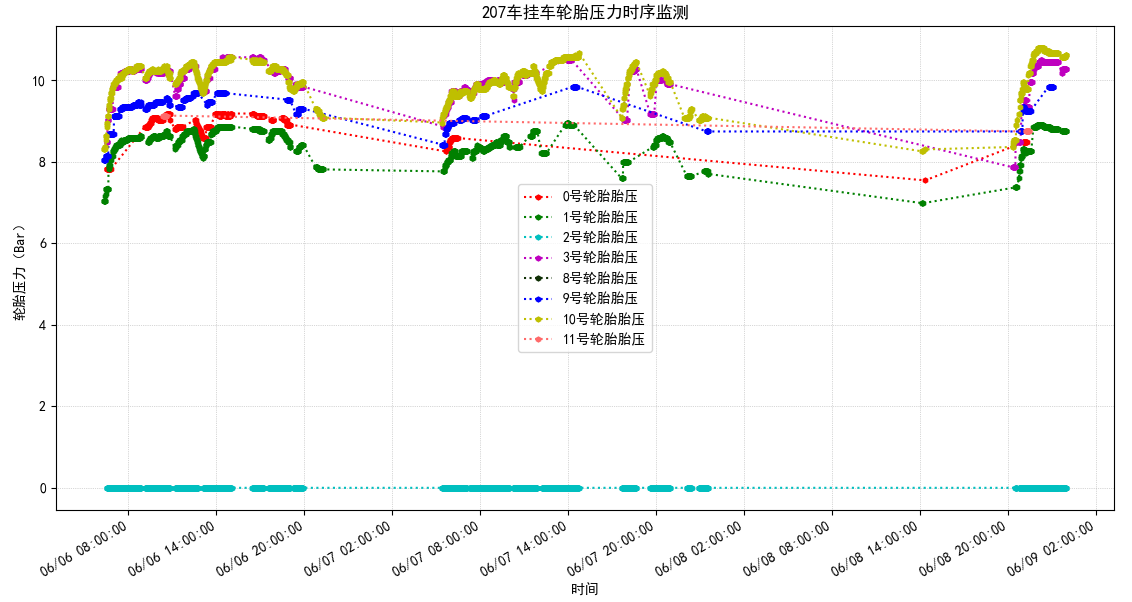 207车挂车轮胎压力时序监测
轮胎压力（Bar）
10
8
6
4
2
0
0号轮胎胎压
1号轮胎胎压
2号轮胎胎压
3号轮胎胎压
8号轮胎胎压
9号轮胎胎压
10号轮胎胎压
11号轮胎胎压
06/06 08:00:00
06/06 14:00:00
06/06 20:00:00
06/07 02:00:00
06/07 08:00:00
06/07 14:00:00
06/07 20:00:00
06/08 02:00:00
06/08 08:00:00
06/08 14:00:00
06/08 20:00:00
06/09 02:00:00
时间